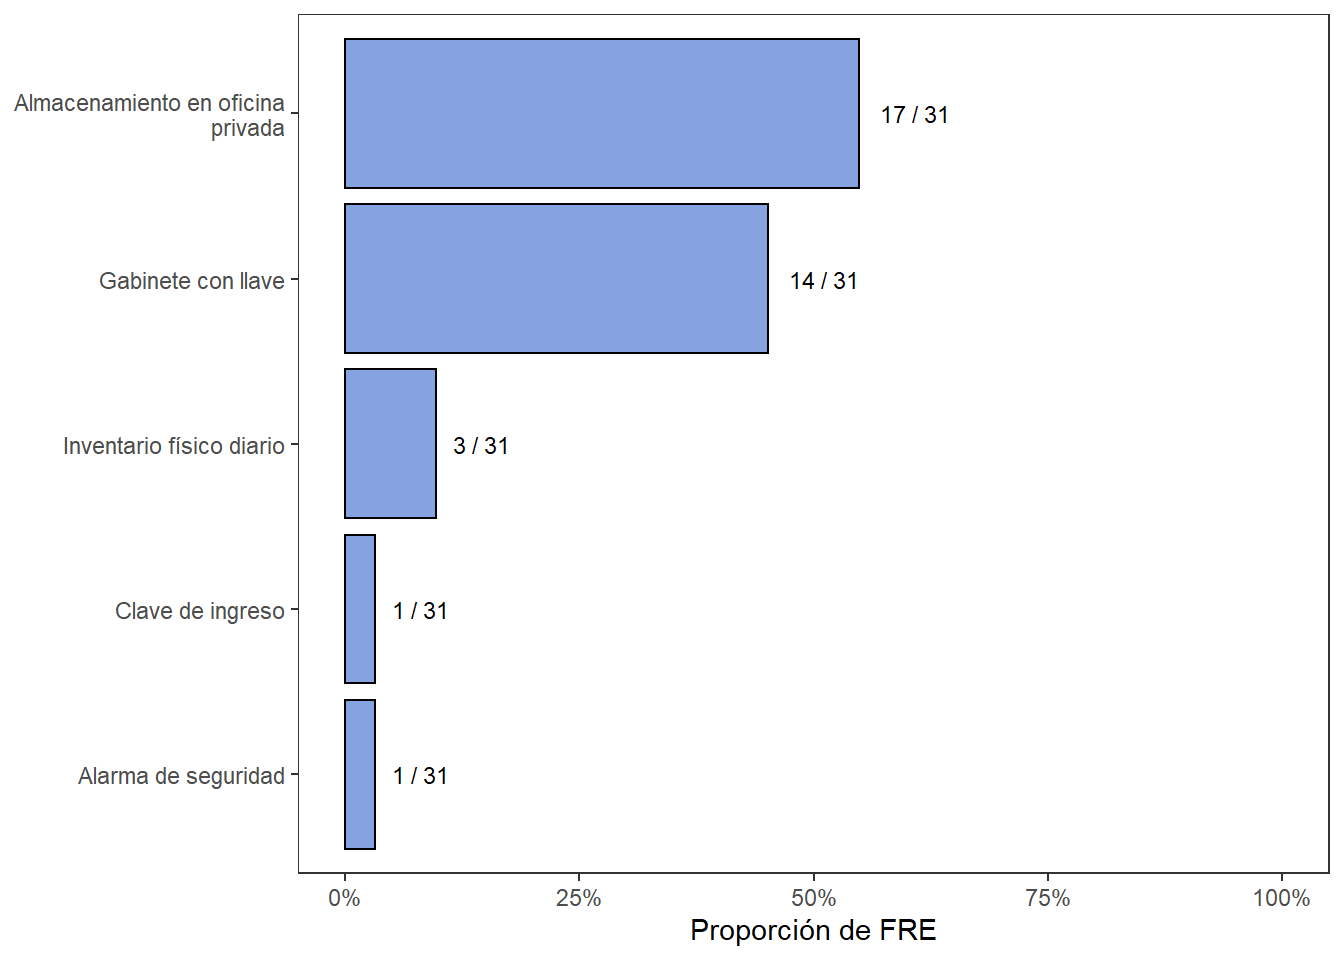 Almacenamiento en oficina
privada
17 / 31
Gabinete con llave
14 / 31
Inventario físico diario
3 / 31
Clave de ingreso
1 / 31
Alarma de seguridad
1 / 31
0% 25% 50% 75% 100%
Proporción de FRE